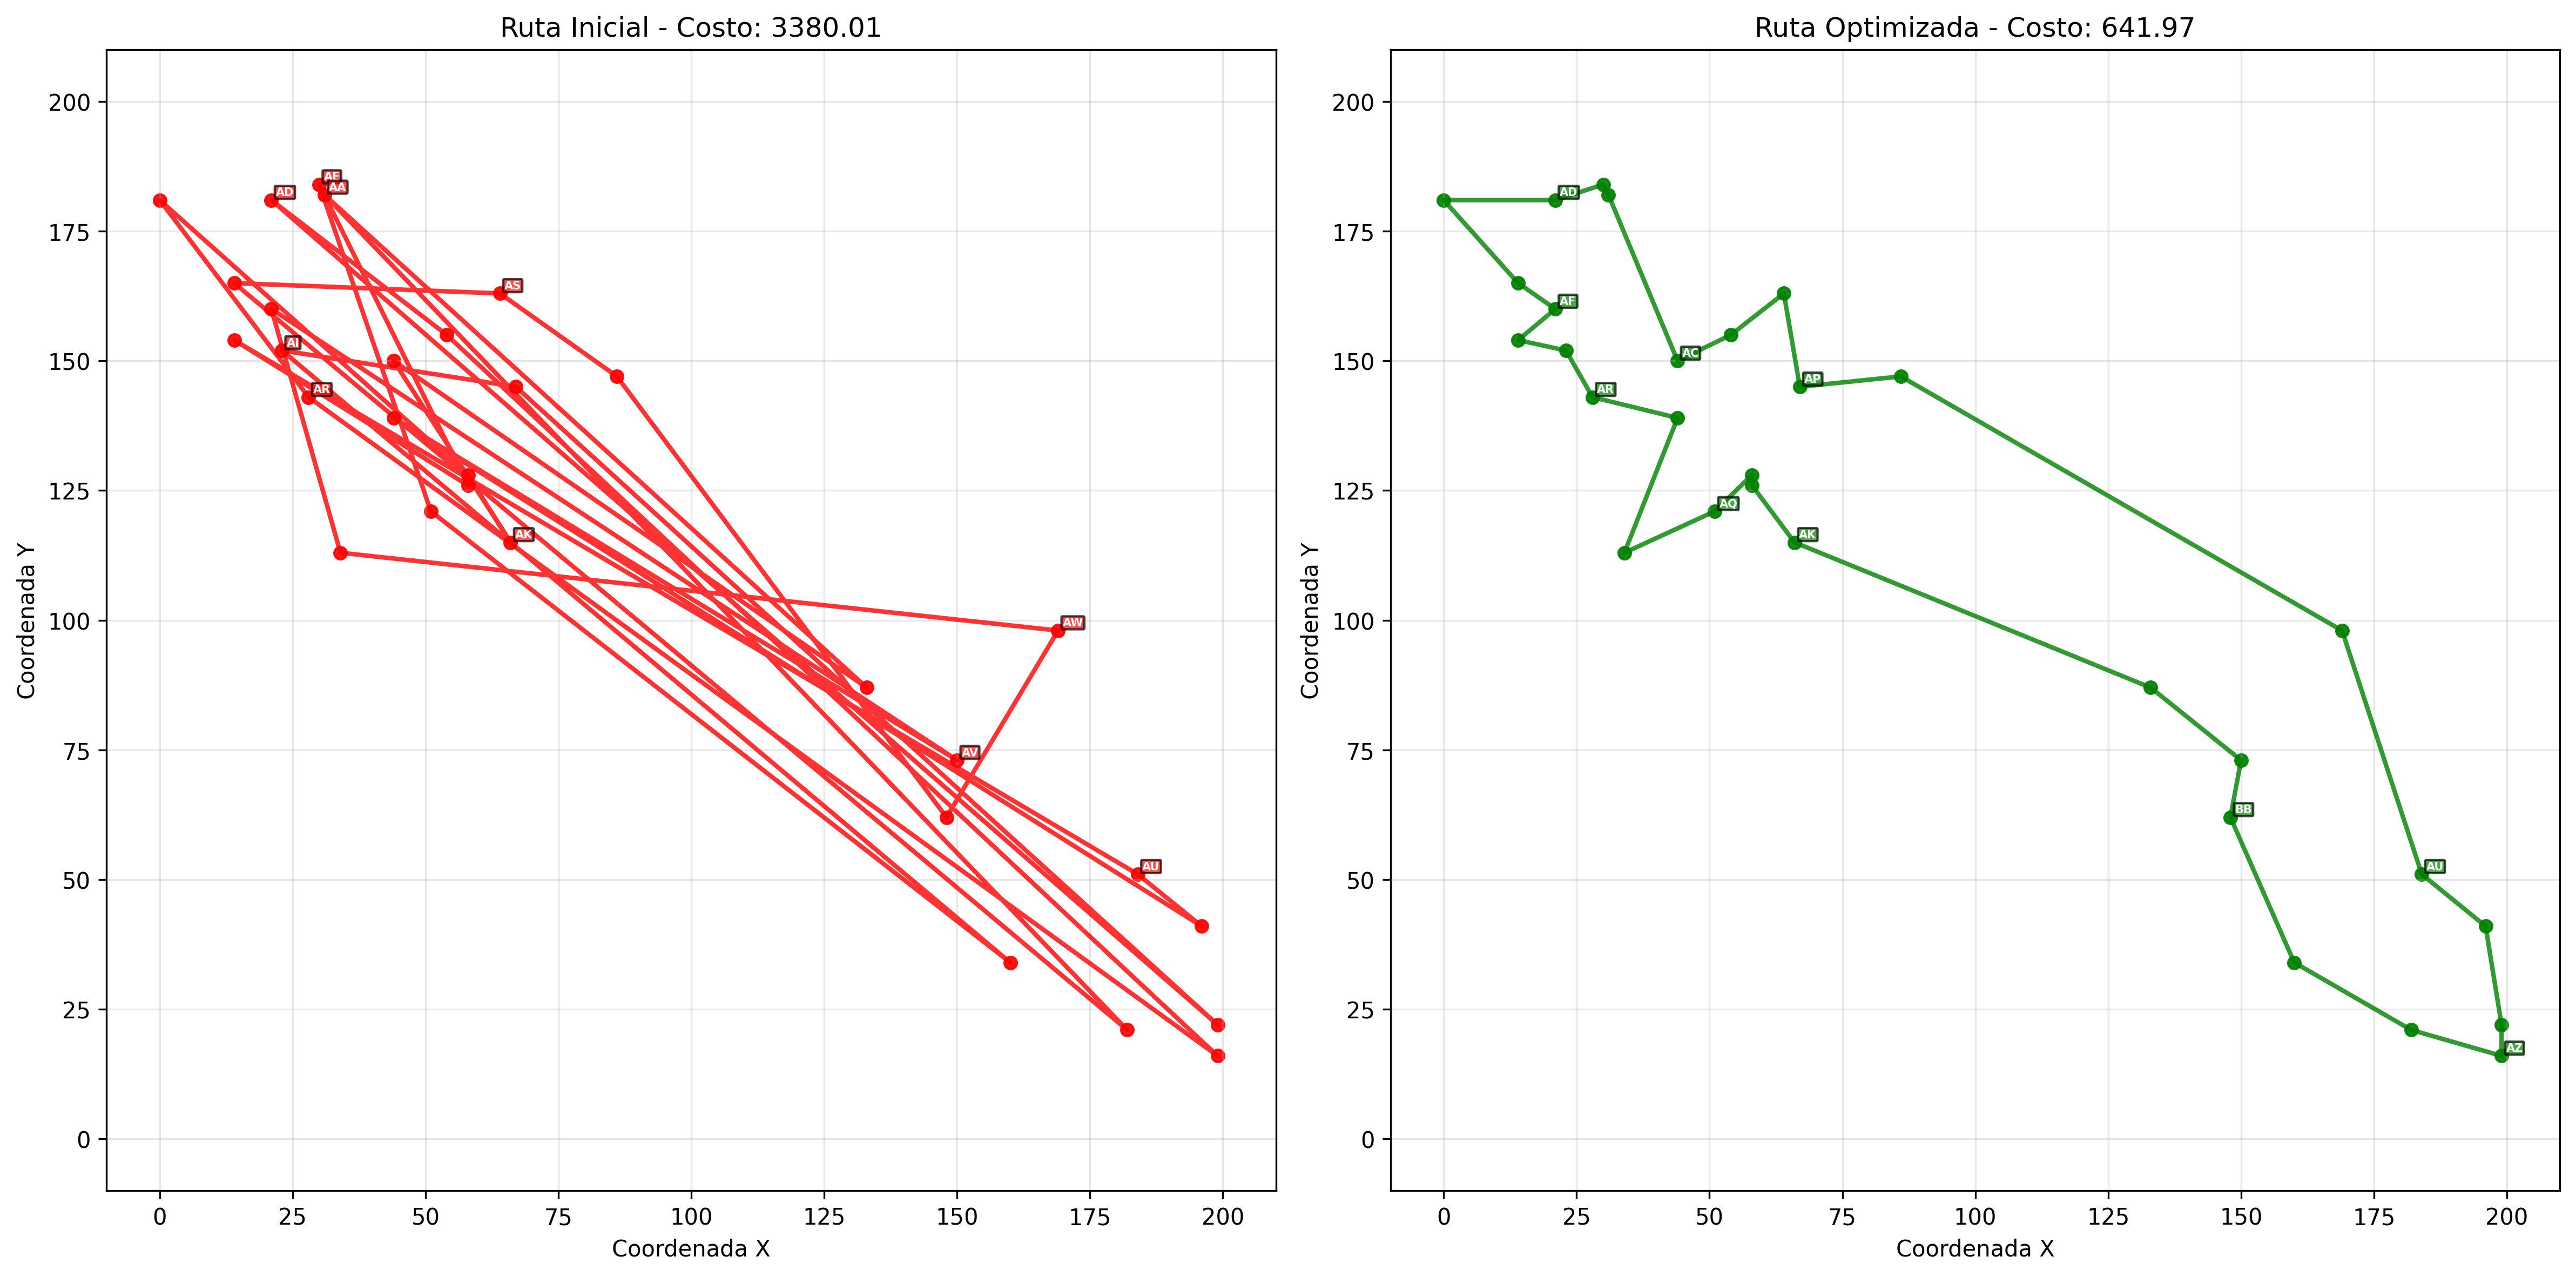 Ruta Inicial - Costo: 3380.01
Coordenada Y
200
175
150
125
100
75
50
25
0
AE
AA
AD
AS
AI
AR
AK
AW
AV
AU
0 25 50 75 100 125 150 175 200
Coordenada X
Ruta Optimizada - Costo: 641.97
Coordenada Y
200
175
150
125
100
75
50
25
0
AD
AF
AC
AP
AR
AQ
AK
BB
AU
AZ
0 25 50 75 100 125 150 175 200
Coordenada X